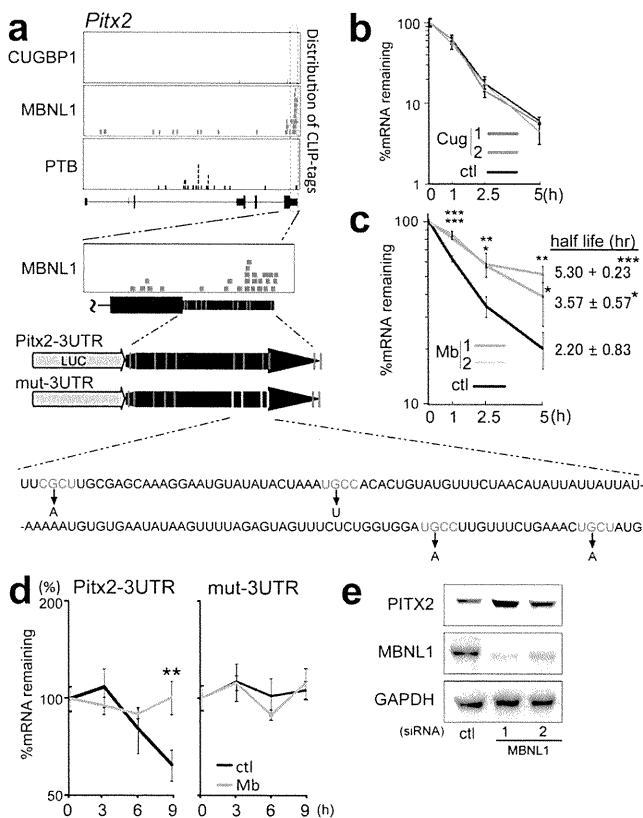 a
Pitx2
CUGBP1
MBNL1
PTB
Distribution of CLIP-tags
MBNL1
Pitx2-3UTR
LUC
mut-3UTR
b
%mRNA remaining
100
10
1
Cug 1
2
ctl
0 1 2.5 5 (h)
c
%mRNA remaining
100
10
*** ** **
*** * *
half life (hr)
5.30 ± 0.23 ***
3.57 ± 0.57 *
2.20 ± 0.83
Mb 1
2
ctl
0 1 2.5 5 (h)
UUCGCUUGCGAGCAAAGGAAUGUAUAUACUAAAUGCCACACUGUAUGUUUCUAACAUAUUAUUAUUAU-
A U
-AAAAAUGUGUGAAUAUAAGUUUUAGAGUAGUUUCUCUGGUGGAUGCCUUGUUUCUGAAACUGCUAUG
A A
d
(%)
Pitx2-3UTR
mut-3UTR
%mRNA remaining
200
100
50
**
ctl
Mb
0 3 6 9 0 3 6 9 (h)
e
PITX2
MBNL1
GAPDH
(siRNA) ctl 1 2
MBNL1